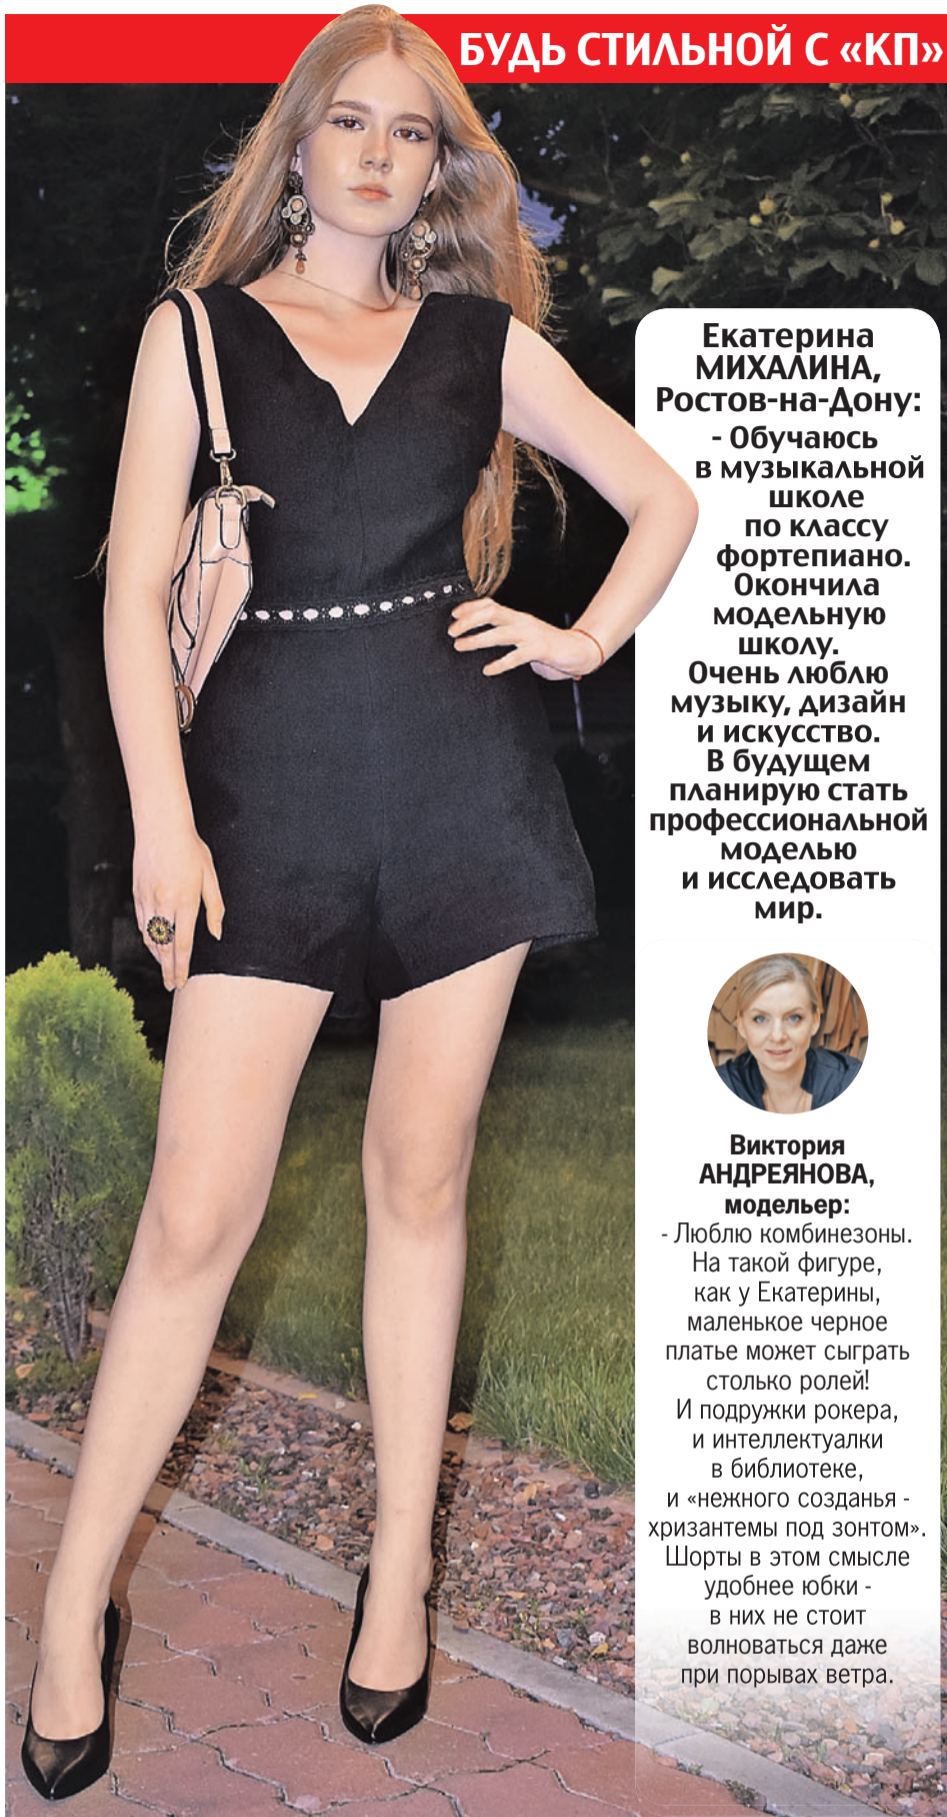 БУДЬ СТИЛЬНОЙ С «КП»
Екатерина
МИХАЛИНА,
Ростов-на-Дону:
- Обучаюсь
в музыкальной
школе
по классу
фортепиано.
Окончила
модельную
школу.
Очень люблю
музыку, дизайн
и искусство.
В будущем
планирую стать
профессиональной
моделью
и исследовать
мир.
Виктория
АНДРЕЯНОВА,
модельер:
- Люблю комбинезоны.
На такой фигуре,
как у Екатерины,
маленькое черное
платье может сыграть
столько ролей!
И подружки рокера,
и интеллектуалки
в библиотеке,
и «нежного созданья -
хризантемы под зонтом».
Шорты в этом смысле
удобнее юбки -
в них не стоит
волноваться даже
при порывах ветра.